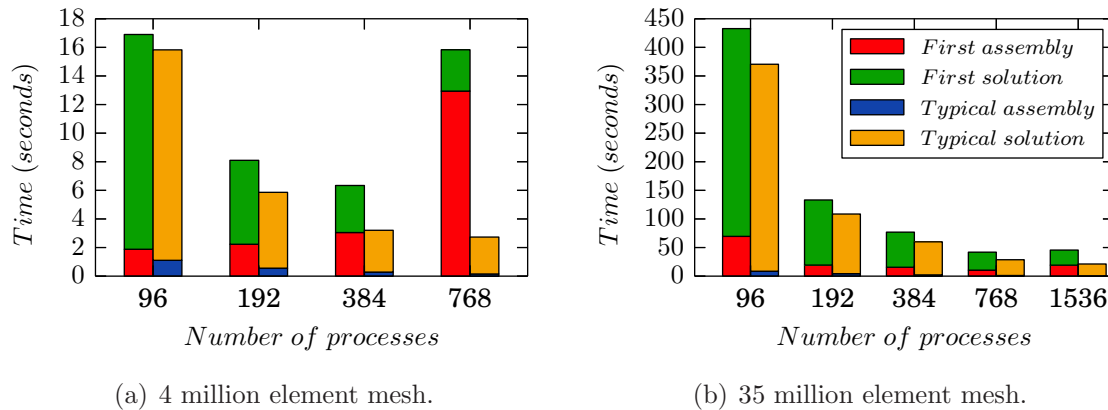 18
16
14
12
10
8
6
4
2
0
Time (seconds)
96
192
384
768
Number of processes
(a) 4 million element mesh.
450
400
350
300
250
200
150
100
50
0
Time (seconds)
First assembly
First solution
Typical assembly
Typical solution
96
192
384
768
1536
Number of processes
(b) 35 million element mesh.